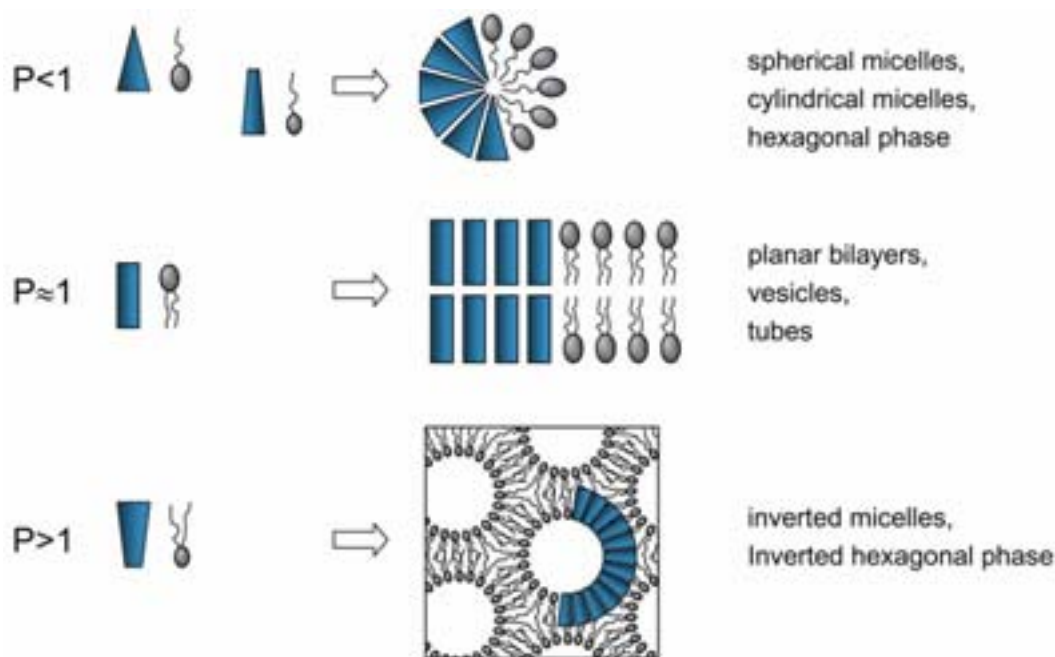 P<1
spherical micelles,
cylindrical micelles,
hexagonal phase
P≈1
planar bilayers,
vesicles,
tubes
P>1
inverted micelles,
Inverted hexagonal phase